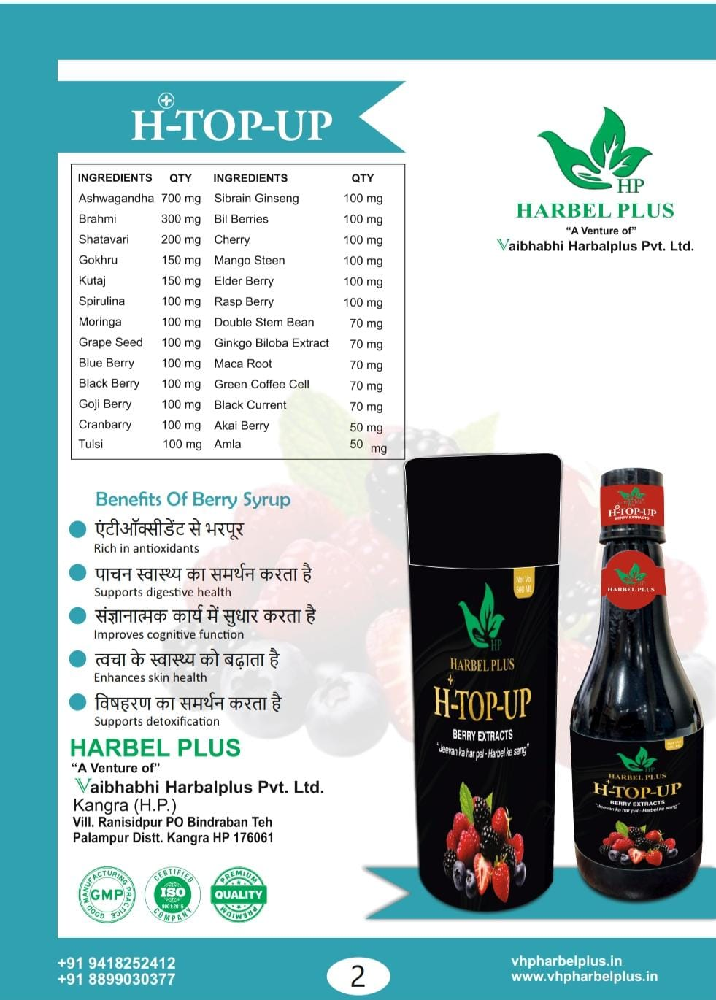 H-TOP-UP
INGREDIENTS QTY INGREDIENTS QTY
Ashwagandha 700 mg Sibrain Ginseng 100 mg
Brahmi 300 mg Bil Berries 100 mg
Shatavari 200 mg Cherry 100 mg
Gokhru 150 mg Mango Steen 100 mg
Kutaj 150 mg Elder Berry 100 mg
Spirulina 100 mg Rasp Berry 100 mg
Moringa 100 mg Double Stem Bean 70 mg
Grape Seed 100 mg Ginkgo Biloba Extract 70 mg
Blue Berry 100 mg Maca Root 70 mg
Black Berry 100 mg Green Coffee Cell 70 mg
Goji Berry 100 mg Black Current 70 mg
Cranbarry 100 mg Akai Berry 50 mg
Tulsi 100 mg Amla 50 mg
HP
HARBEL PLUS
“A Venture of”
Vaibhabhi Harbalplus Pvt. Ltd.
Benefits Of Berry Syrup
एंटीऑक्सीडेंट से भरपूर
Rich in antioxidants
पाचन स्वास्थ्य का समर्थन करता है
Supports digestive health
संज्ञानात्मक कार्य में सुधार करता है
Improves cognitive function
त्वचा के स्वास्थ्य को बढ़ाता है
Enhances skin health
विषहरण का समर्थन करता है
Supports detoxification
HARBEL PLUS
“A Venture of”
Vaibhabhi Harbalplus Pvt. Ltd.
Kangra (H.P.)
Vill. Ranisidpur PO Bindraban Teh
Palampur Distt. Kangra HP 176061
GOOD MANUFACTURING PRACTICE
GMP
CERTIFIED
ISO
9001:2015
COMPANY
PREMIUM
QUALITY
PREMIUM
Net Vol
500 ML
HP
HARBEL PLUS
H-TOP-UP
BERRY EXTRACTS
“Jeevan ka har pal - Harbel ke sang”
H-TOP-UP
BERRY EXTRACTS
HARBEL PLUS
Net Vol
500 ML
HP
HARBEL PLUS
H-TOP-UP
BERRY EXTRACTS
“Jeevan ka har pal - Harbel ke sang”
+91 9418252412
+91 8899030377
2
vhpharbelplus.in
www.vhpharbelplus.in